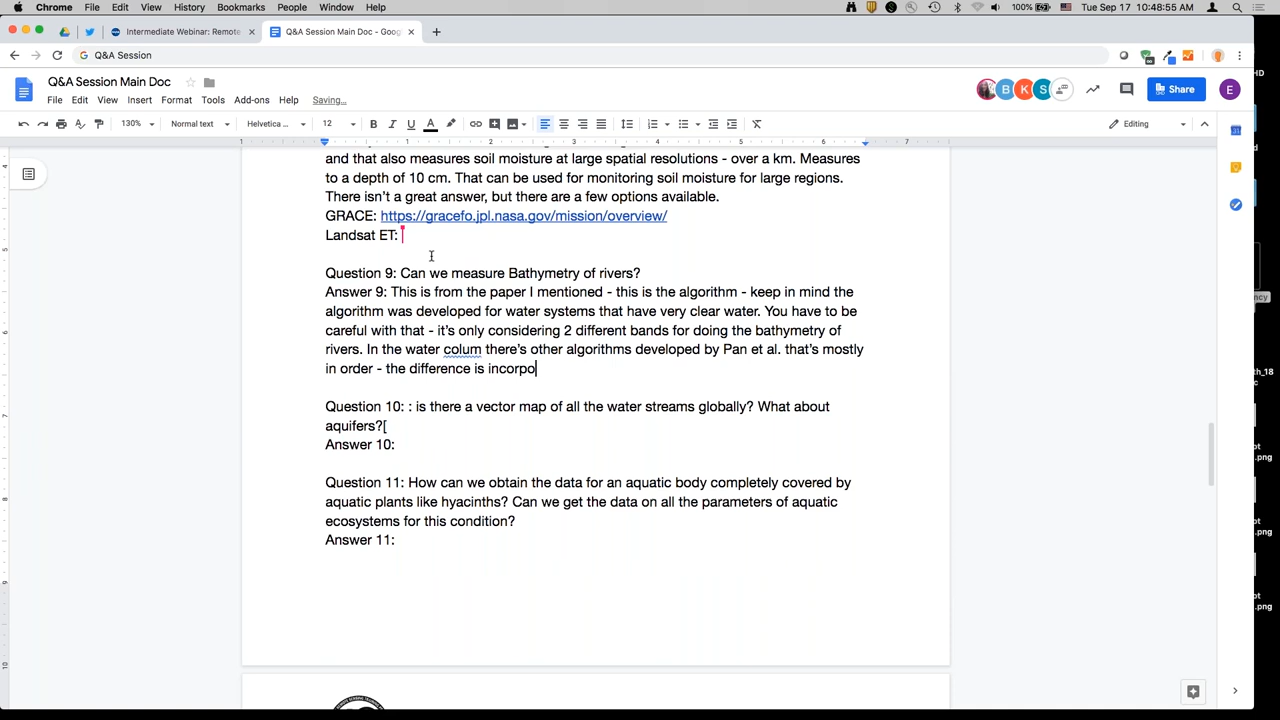 Chrome File Edit View History Bookmarks People Window Help 100% Tue Sep 17 10:48:55 AM
Intermediate Webinar: Remote
Q&A Session Main Doc - Goog
Q&A Session
Q&A Session Main Doc
File Edit View Insert Format Tools Add-ons Help Saving...
B K S Share E
130% Normal text Helvetica ... 12 B I U A Editing
1 1 2 3 4 5 6 7
and that also measures soil moisture at large spatial resolutions - over a km. Measures
to a depth of 10 cm. That can be used for monitoring soil moisture for large regions.
There isn't a great answer, but there are a few options available.
GRACE: https://gracefo.jpl.nasa.gov/mission/overview/
Landsat ET:
Question 9: Can we measure Bathymetry of rivers?
Answer 9: This is from the paper I mentioned - this is the algorithm - keep in mind the
algorithm was developed for water systems that have very clear water. You have to be
careful with that - it's only considering 2 different bands for doing the bathymetry of
rivers. In the water colum there's other algorithms developed by Pan et al. that's mostly
in order - the difference is incorpo
Question 10: : is there a vector map of all the water streams globally? What about
aquifers?[
Answer 10:
Question 11: How can we obtain the data for an aquatic body completely covered by
aquatic plants like hyacinths? Can we get the data on all the parameters of aquatic
ecosystems for this condition?
Answer 11: